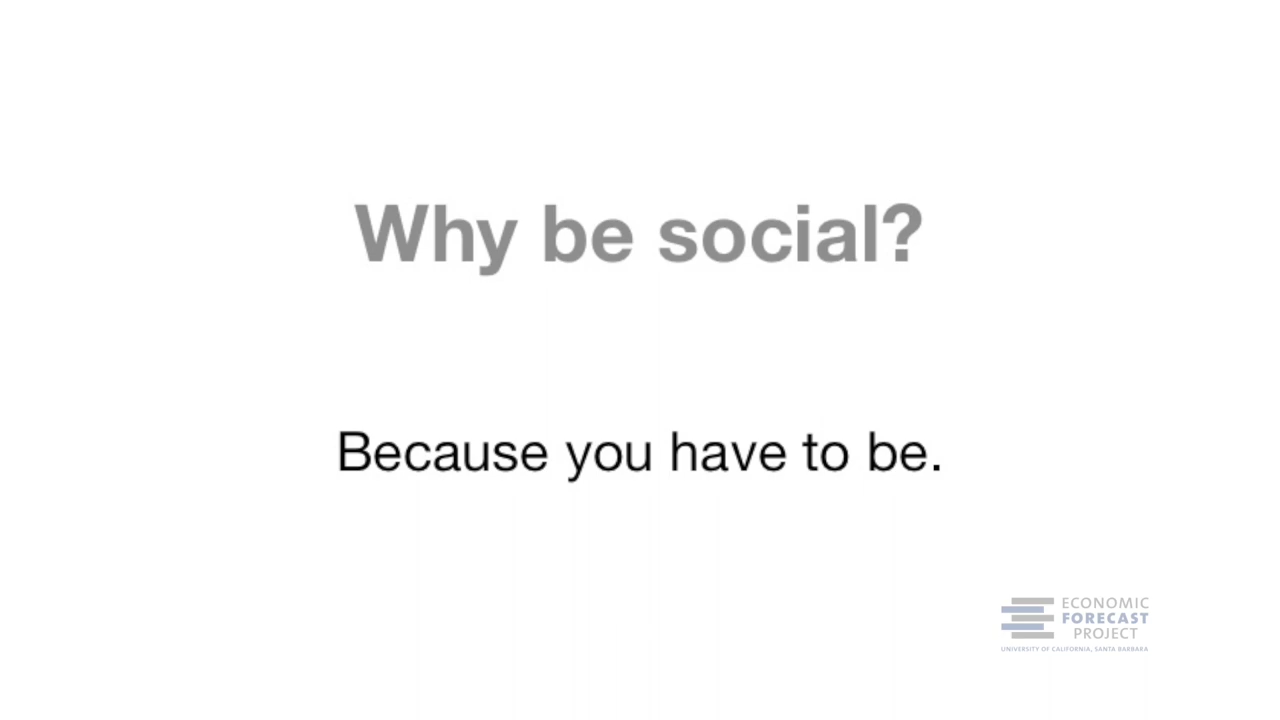 Why be social?
Because you have to be.
ECONOMIC
FORECAST
PROJECT
UNIVERSITY OF CALIFORNIA, SANTA BARBARA